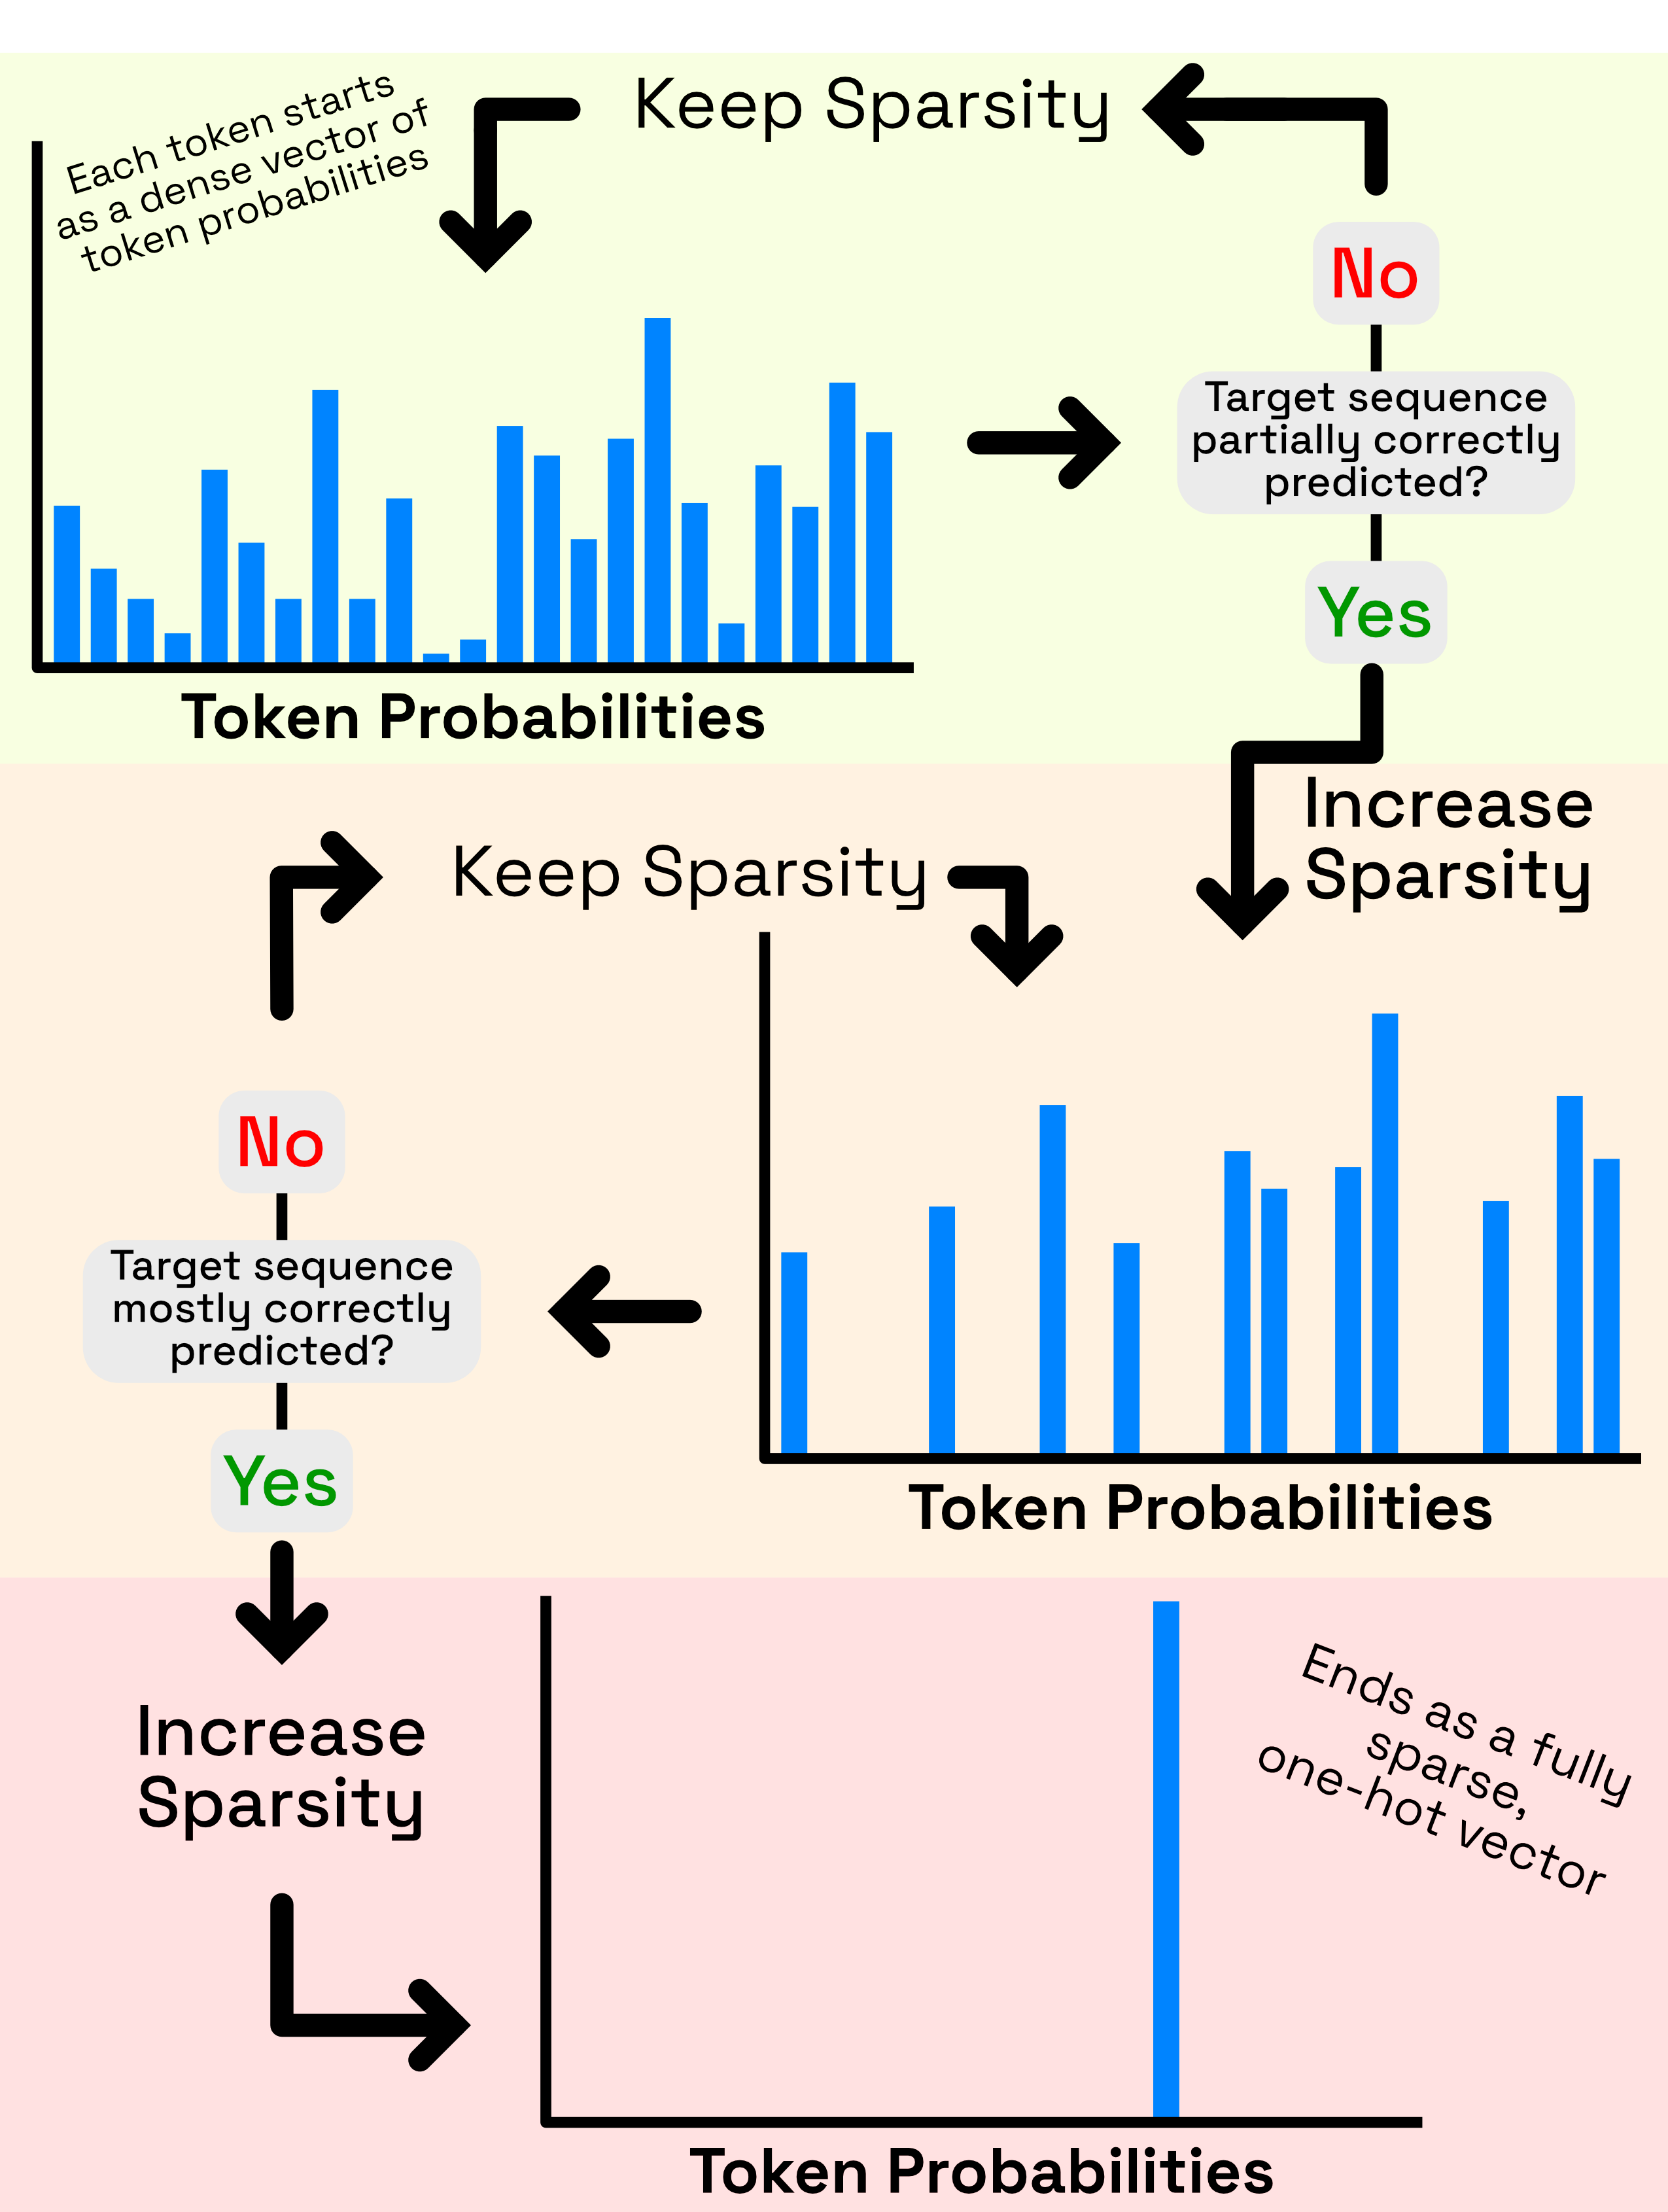 Each token starts
as a dense vector of
token probabilities
Keep Sparsity
No
Target sequence
partially correctly
predicted?
Yes
Token Probabilities
Increase
Sparsity
Keep Sparsity
No
Target sequence
mostly correctly
predicted?
Yes
Token Probabilities
Increase
Sparsity
Ends as a fully
sparse,
one-hot vector
Token Probabilities